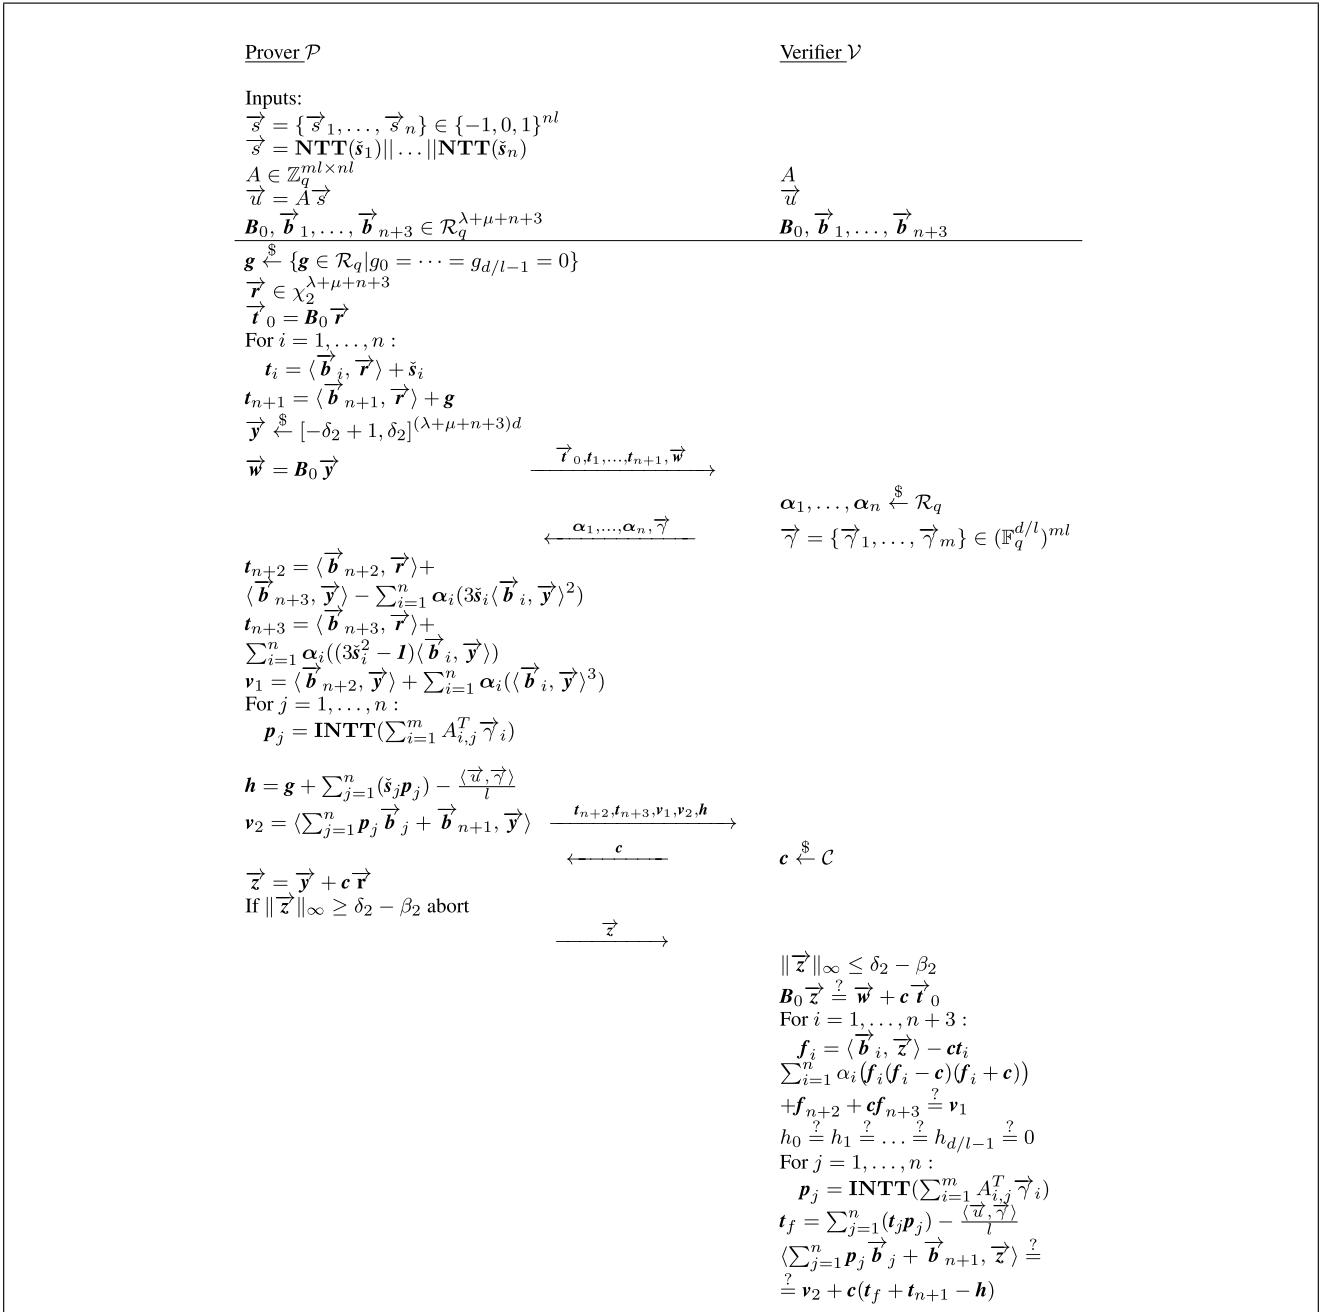 Prover 𝒫 Verifier 𝒱
Inputs:
s⃗ = {s⃗₁, . . . , s⃗ₙ} ∈ {−1, 0, 1}ⁿˡ
s⃗ = NTT(š₁)|| . . . ||NTT(šₙ)
A ∈ ℤ_q^{ml×nl} A
u⃗ = As⃗ u⃗
B₀, b⃗₁, . . . , b⃗ₙ₊₃ ∈ ℛ_q^{λ+μ+n+3} B₀, b⃗₁, . . . , b⃗ₙ₊₃
g ←$ {g ∈ ℛ_q|g₀ = · · · = g_{d/l−1} = 0}
r⃗ ∈ χ₂^{λ+μ+n+3}
t⃗₀ = B₀r⃗
For i = 1, . . . , n :
tᵢ = ⟨b⃗ᵢ, r⃗⟩ + šᵢ
tₙ₊₁ = ⟨b⃗ₙ₊₁, r⃗⟩ + g
y⃗ ←$ [−δ₂ + 1, δ₂]^{(λ+μ+n+3)d}
w⃗ = B₀y⃗ t⃗₀,t₁,...,tₙ₊₁,w⃗
α₁, . . . , αₙ ←$ ℛ_q
α₁,...,αₙ,γ⃗ γ⃗ = {γ⃗₁, . . . , γ⃗ₘ} ∈ (𝔽_q^{d/l})^{ml}
tₙ₊₂ = ⟨b⃗ₙ₊₂, r⃗⟩+
⟨b⃗ₙ₊₃, y⃗⟩ − ∑ᵢ₌₁ⁿ αᵢ(3šᵢ⟨b⃗ᵢ, y⃗⟩²)
tₙ₊₃ = ⟨b⃗ₙ₊₃, r⃗⟩+
∑ᵢ₌₁ⁿ αᵢ((3šᵢ² − 1)⟨b⃗ᵢ, y⃗⟩)
v₁ = ⟨b⃗ₙ₊₂, y⃗⟩ + ∑ᵢ₌₁ⁿ αᵢ(⟨b⃗ᵢ, y⃗⟩³)
For j = 1, . . . , n :
pⱼ = INTT(∑ᵢ₌₁ᵐ A_{i,j}^T γ⃗ᵢ)
h = g + ∑ⱼ₌₁ⁿ(šⱼpⱼ) − ⟨u⃗,γ⃗⟩/l
v₂ = ⟨∑ⱼ₌₁ⁿ pⱼb⃗ⱼ + b⃗ₙ₊₁, y⃗⟩ tₙ₊₂,tₙ₊₃,v₁,v₂,h
c c ←$ 𝒞
z⃗ = y⃗ + cr⃗
If ‖z⃗‖∞ ≥ δ₂ − β₂ abort
z⃗
‖z⃗‖∞ ≤ δ₂ − β₂
B₀z⃗ =? w⃗ + ct⃗₀
For i = 1, . . . , n + 3 :
fᵢ = ⟨b⃗ᵢ, z⃗⟩ − ctᵢ
∑ᵢ₌₁ⁿ αᵢ(fᵢ(fᵢ − c)(fᵢ + c))
+fₙ₊₂ + cfₙ₊₃ =? v₁
h₀ =? h₁ =? . . . =? h_{d/l−1} =? 0
For j = 1, . . . , n :
pⱼ = INTT(∑ᵢ₌₁ᵐ A_{i,j}^T γ⃗ᵢ)
t_f = ∑ⱼ₌₁ⁿ(tⱼpⱼ) − ⟨u⃗,γ⃗⟩/l
⟨∑ⱼ₌₁ⁿ pⱼb⃗ⱼ + b⃗ₙ₊₁, z⃗⟩ =?
=? v₂ + c(t_f + tₙ₊₁ − h)